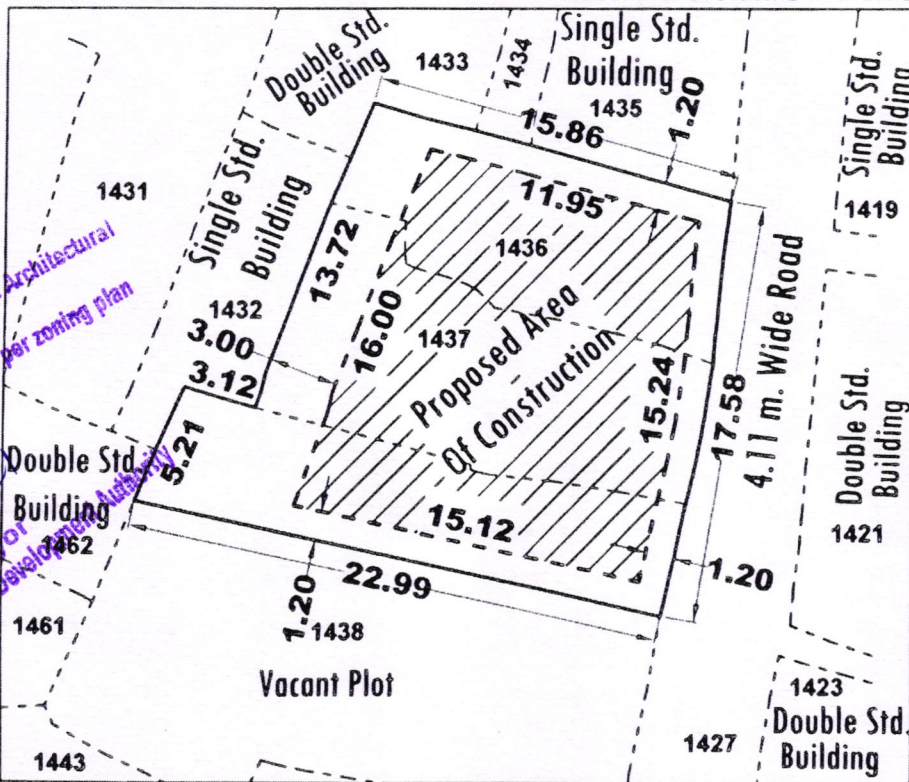 Double Std.
Building
1433
1434
Single Std.
Building
1435
1.20
15.86
Single Std.
Building
1419
1431
Single Std.
Building
1432
11.95
1436
13.72
16.00
1437
Proposed Area
Of Construction
15.24
17.58
4.11 m. Wide Road
Architectural
per zoning plan
3.00
3.12
5.21
Double Std.
Building
1462
or
Development Authority
15.12
22.99
1.20
1.20
Double Std.
Building
1421
1461
1438
Vacant Plot
1423
Double Std.
Building
1427
1443